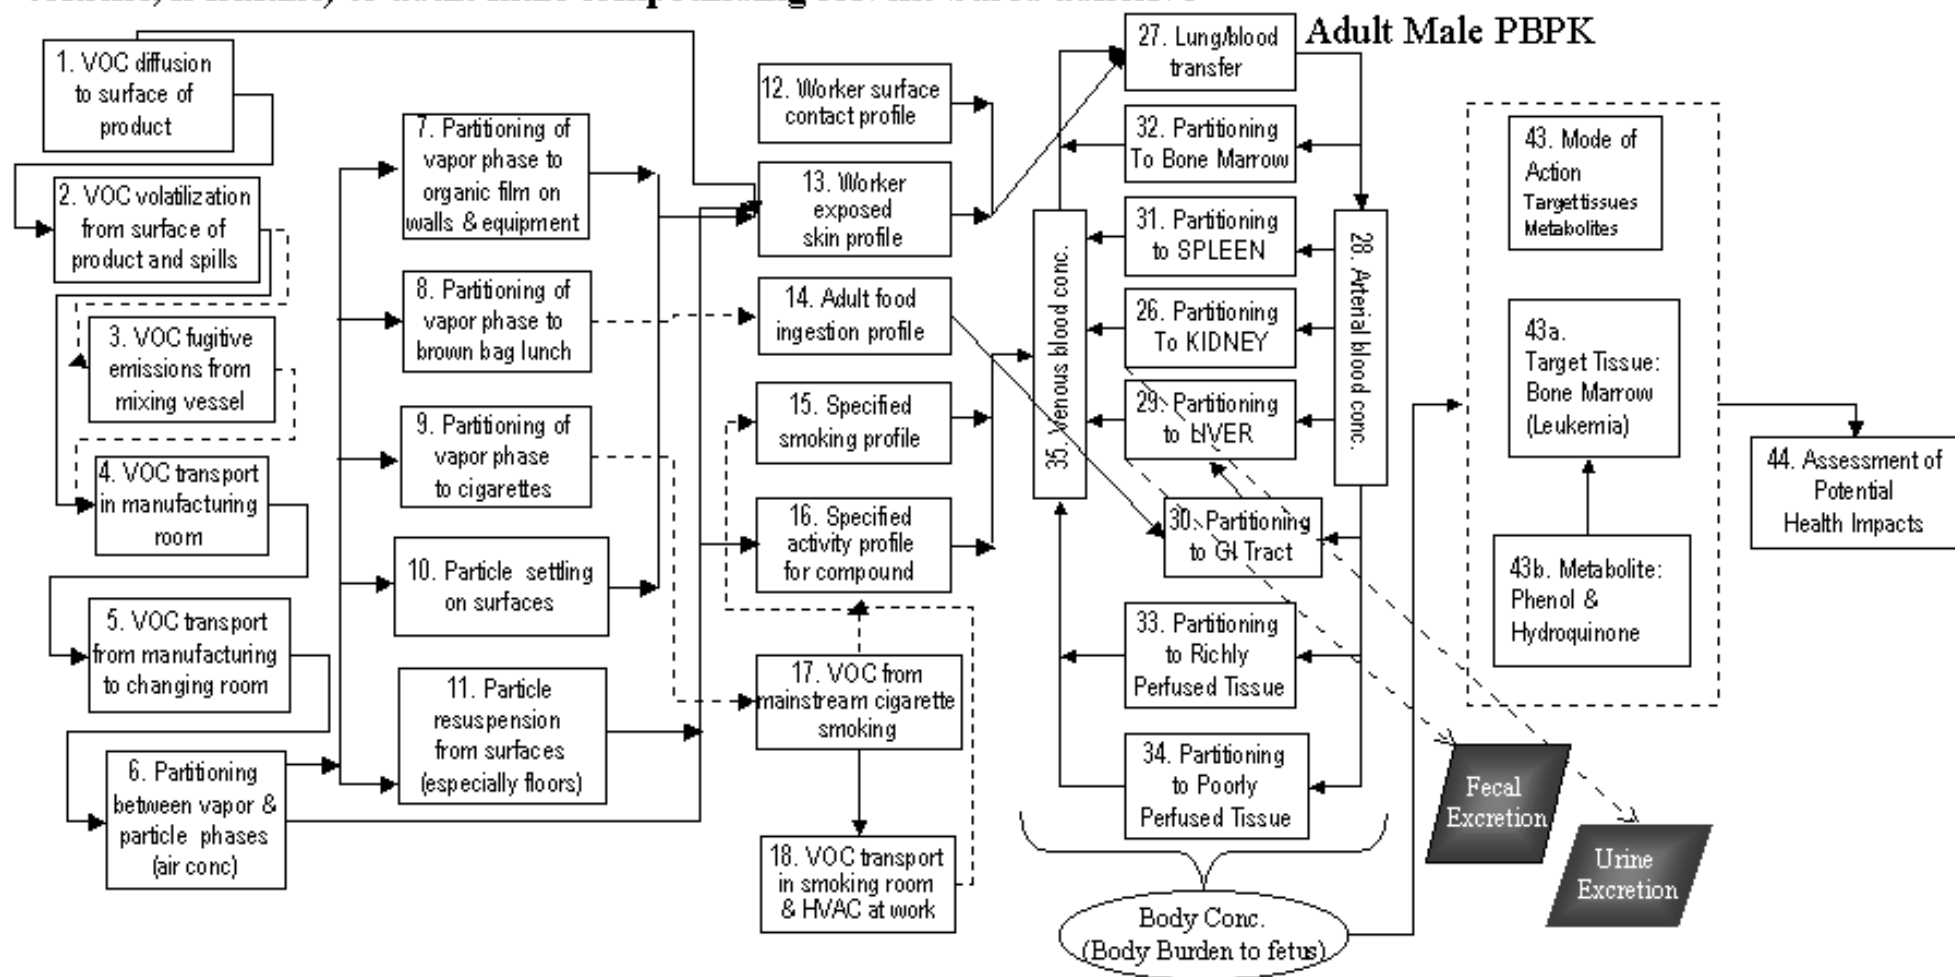 Adult Male PBPK
1. VOC diffusion
to surface of
product
2. VOC volatilization
from surface of
product and spills
3. VOC fugitive
emissions from
mixing vessel
4. VOC transport
in manufacturing
room
5. VOC transport
from manufacturing
to changing room
6. Partitioning
between vapor &
particle phases
(air conc)
7. Partitioning of
vapor phase to
organic film on
walls & equipment
8. Partitioning of
vapor phase to
brown bag lunch
9. Partitioning of
vapor phase
to cigarettes
10. Particle settling
on surfaces
11. Particle
resuspension
from surfaces
(especially floors)
12. Worker surface
contact profile
13. Worker
exposed
skin profile
14. Adult food
ingestion profile
15. Specified
smoking profile
16. Specified
activity profile
for compound
17. VOC from
mainstream cigarette
smoking
18. VOC transport
in smoking room
& HVAC at work
27. Lung/blood
transfer
32. Partitioning
To Bone Marrow
31. Partitioning
to SPLEEN
26. Partitioning
To KIDNEY
29. Partitioning
to LIVER
30. Partitioning
to GI Tract
33. Partitioning
to Richly
Perfused Tissue
34. Partitioning
to Poorly
Perfused Tissue
35. Venous blood conc.
28. Arterial blood conc.
Body Conc.
(Body Burden to fetus)
Fecal
Excretion
Urine
Excretion
43. Mode of
Action
Targettissues
Metabolites
43a.
Target Tissue:
Bone Marrow
(Leukemia)
43b. Metabolite:
Phenol &
Hydroquinone
44. Assessment of
Potential
Health Impacts